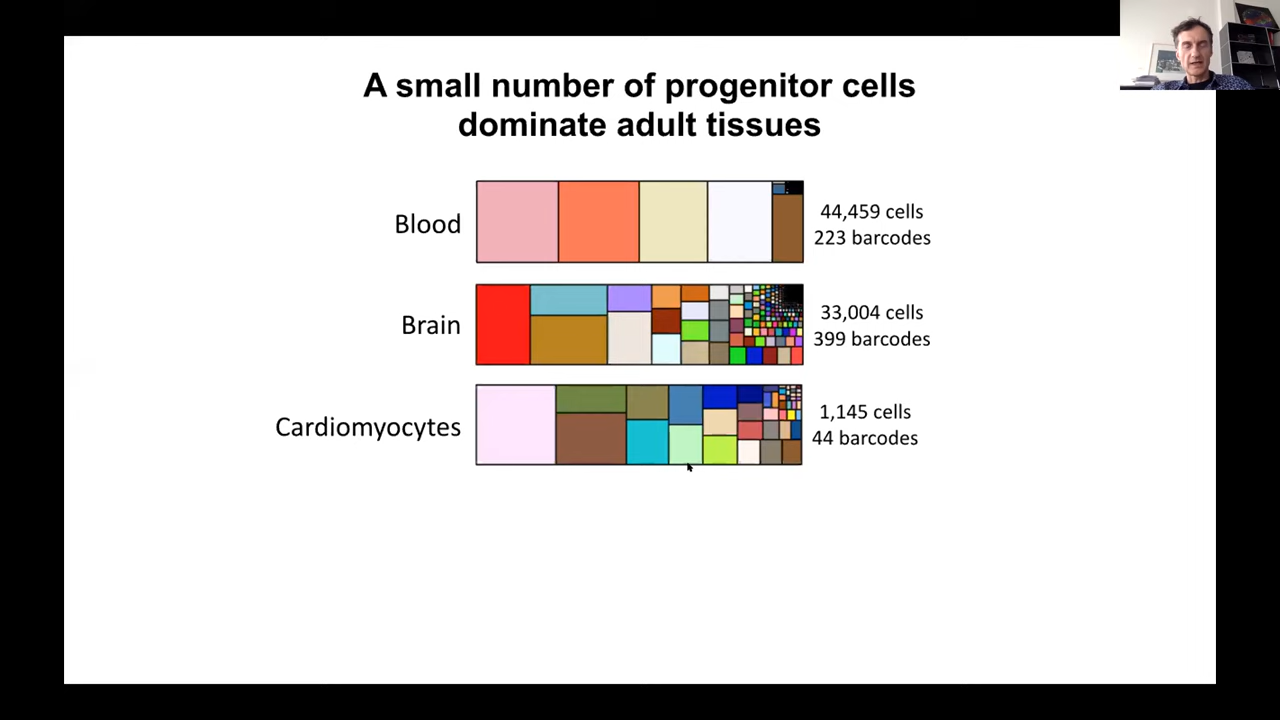 A small number of progenitor cells
dominate adult tissues
Blood
44,459 cells
223 barcodes
Brain
33,004 cells
399 barcodes
Cardiomyocytes
1,145 cells
44 barcodes